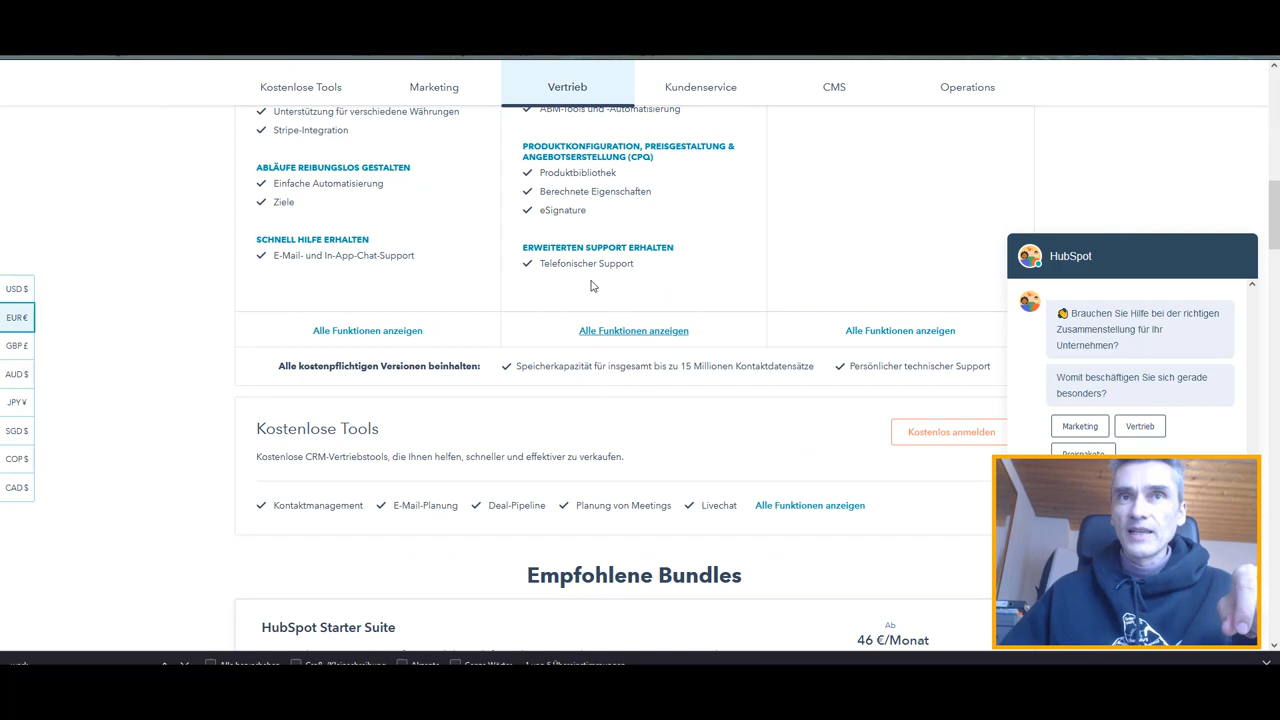 Kostenlose Tools
Marketing
Vertrieb
Kundenservice
CMS
Operations
Unterstützung für verschiedene Währungen
Stripe-Integration
ABLÄUFE REIBUNGSLOS GESTALTEN
Einfache Automatisierung
Ziele
SCHNELL HILFE ERHALTEN
E-Mail- und In-App-Chat-Support
ABM-Tools und -Automatisierung
PRODUKTKONFIGURATION, PREISGESTALTUNG &
ANGEBOTSERSTELLUNG (CPQ)
Produktbibliothek
Berechnete Eigenschaften
eSignature
ERWEITERTEN SUPPORT ERHALTEN
Telefonischer Support
Alle Funktionen anzeigen
Alle Funktionen anzeigen
Alle Funktionen anzeigen
Alle kostenpflichtigen Versionen beinhalten:
Speicherkapazität für insgesamt bis zu 15 Millionen Kontaktdatensätze
Persönlicher technischer Support
Kostenlose Tools
Kostenlos anmelden
Kostenlose CRM-Vertriebstools, die Ihnen helfen, schneller und effektiver zu verkaufen.
Kontaktmanagement
E-Mail-Planung
Deal-Pipeline
Planung von Meetings
Livechat
Alle Funktionen anzeigen
Empfohlene Bundles
HubSpot Starter Suite
Ab
46 €/Monat
USD $
EUR €
GBP £
AUD $
JPY ¥
SGD $
COP $
CAD $
HubSpot
Brauchen Sie Hilfe bei der richtigen
Zusammenstellung für Ihr
Unternehmen?
Womit beschäftigen Sie sich gerade
besonders?
Marketing
Vertrieb
Preispakete